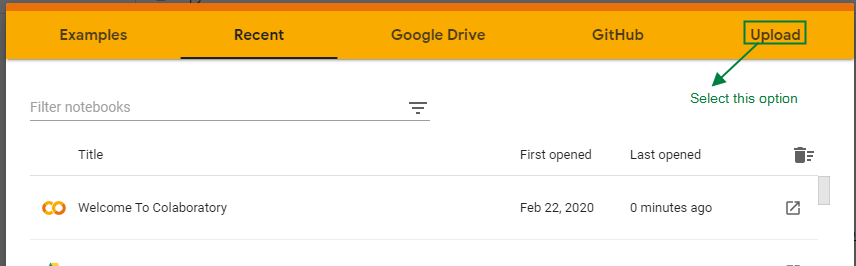 Examples Recent Google Drive GitHub Upload
Select this option
Filter notebooks
Title First opened Last opened
Welcome To Colaboratory Feb 22, 2020 0 minutes ago